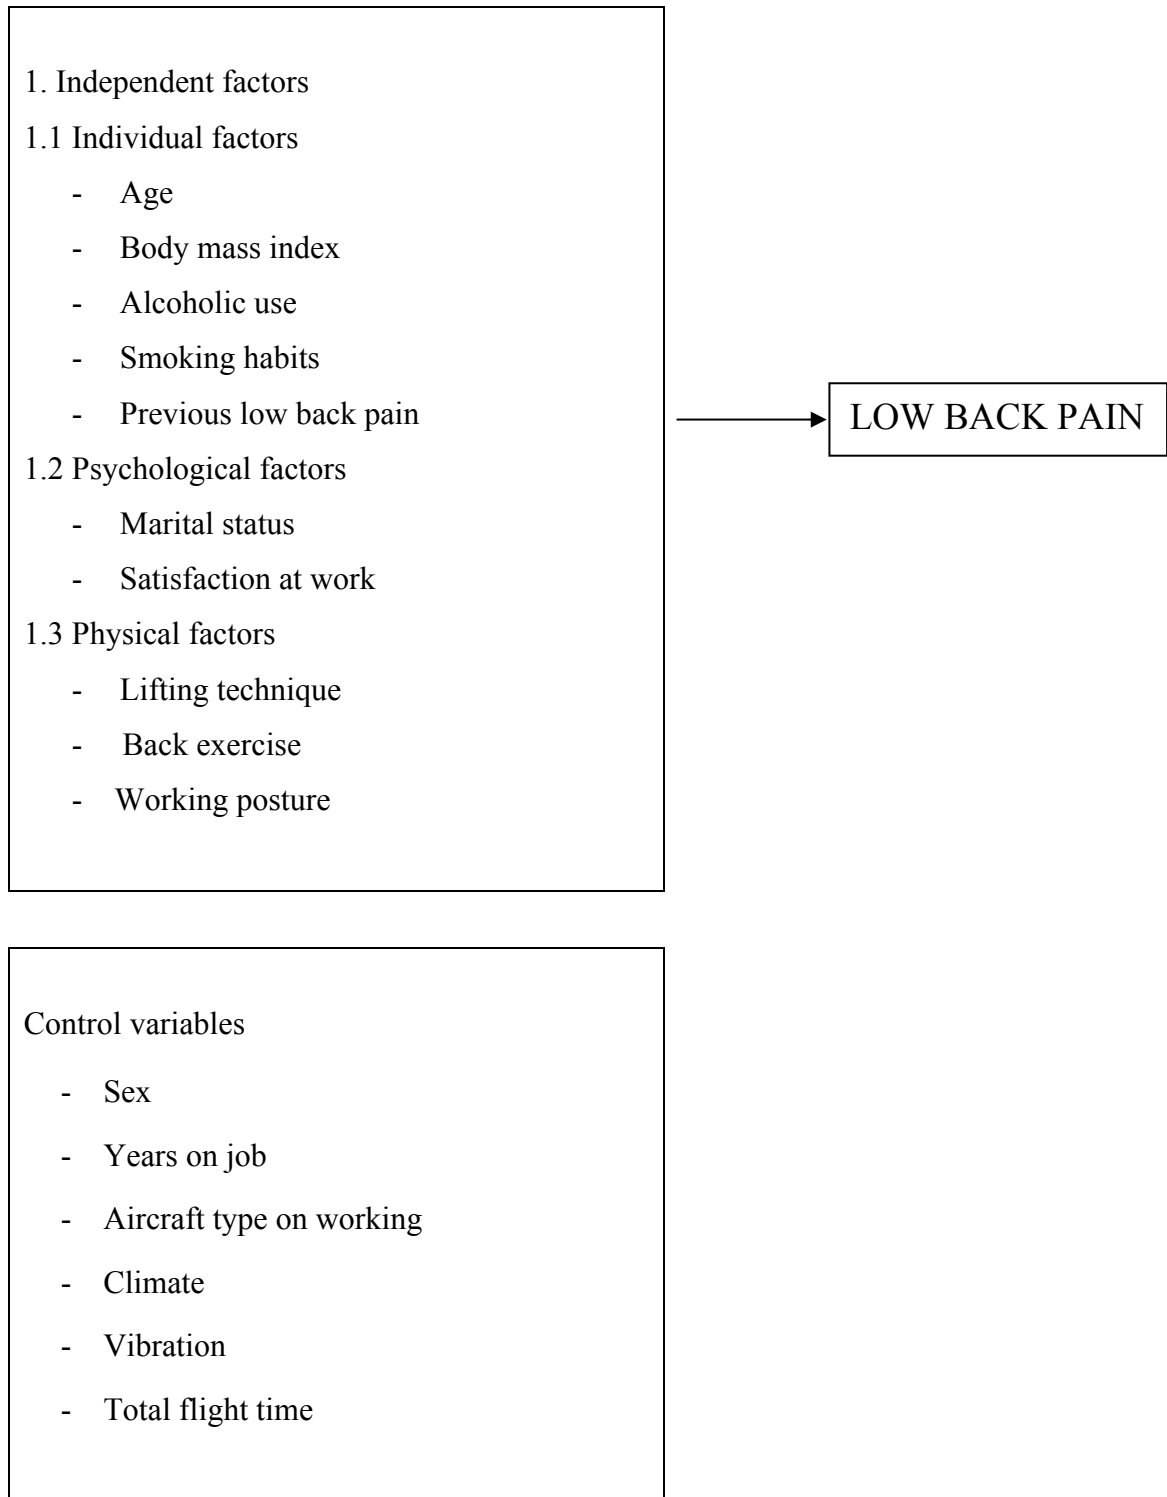 1. Independent factors
1.1 Individual factors
- Age
- Body mass index
- Alcoholic use
- Smoking habits
- Previous low back pain
1.2 Psychological factors
- Marital status
- Satisfaction at work
1.3 Physical factors
- Lifting technique
- Back exercise
- Working posture
LOW BACK PAIN
Control variables
- Sex
- Years on job
- Aircraft type on working
- Climate
- Vibration
- Total flight time